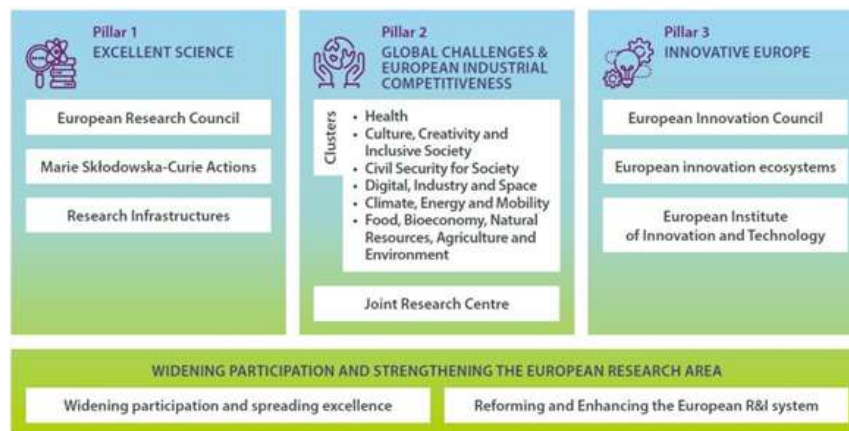 Pillar 1
EXCELLENT SCIENCE
European Research Council
Marie Skłodowska-Curie Actions
Research Infrastructures
Pillar 2
GLOBAL CHALLENGES &
EUROPEAN INDUSTRIAL
COMPETITIVENESS
Clusters
• Health
• Culture, Creativity and
Inclusive Society
• Civil Security for Society
• Digital, Industry and Space
• Climate, Energy and Mobility
• Food, Bioeconomy, Natural
Resources, Agriculture and
Environment
Joint Research Centre
Pillar 3
INNOVATIVE EUROPE
European Innovation Council
European innovation ecosystems
European Institute
of Innovation and Technology
WIDENING PARTICIPATION AND STRENGTHENING THE EUROPEAN RESEARCH AREA
Widening participation and spreading excellence
Reforming and Enhancing the European R&I system